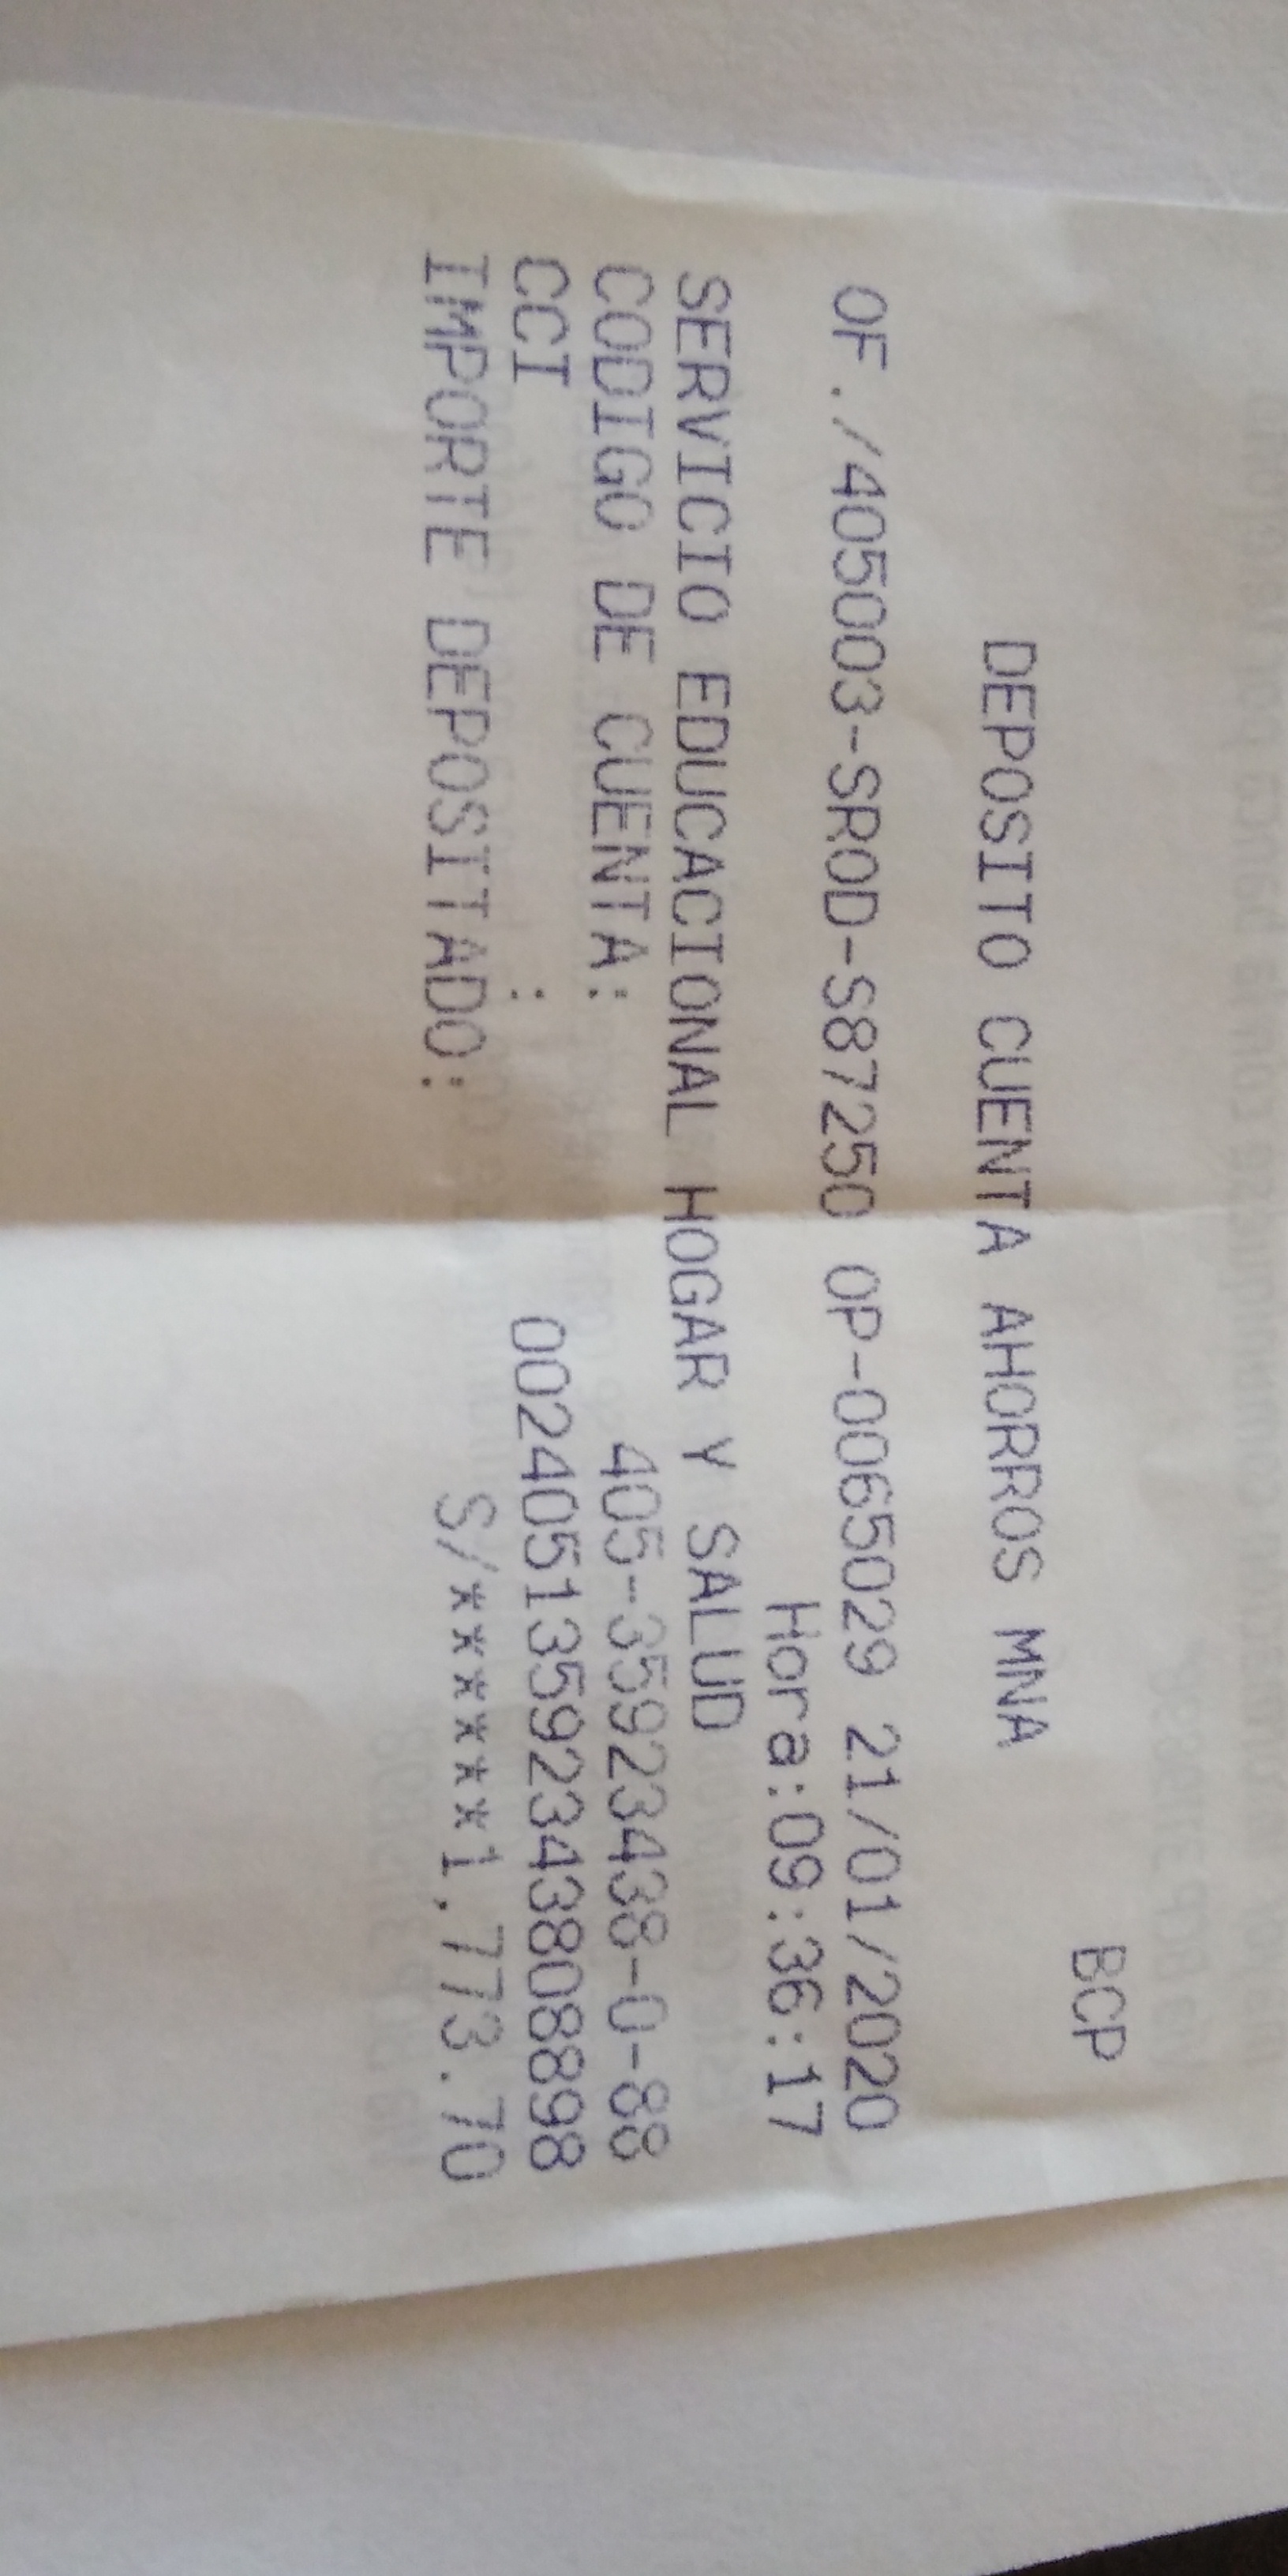 BCP
DEPOSITO CUENTA AHORROS MNA
OF./405003-SROD-S87250 OP-0065029 21/01/2020
Hora:09:36:17
SERVICIO EDUCACIONAL HOGAR Y SALUD
CODIGO DE CUENTA: 405-35923438-0-88
CCI : 00240513592343808898
IMPORTE DEPOSITADO: S/******1,773.70